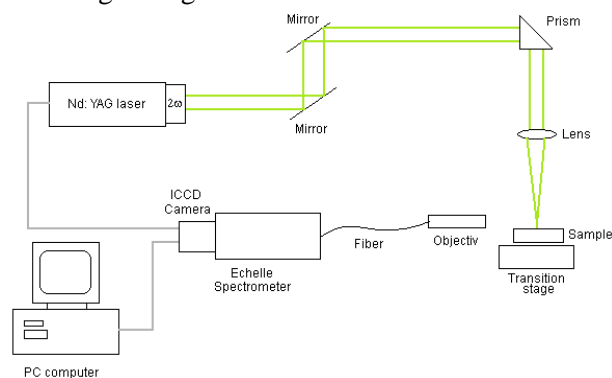 Mirror
Prism
Nd: YAG laser
2ω
Mirror
Lens
ICCD
Camera
Sample
Fiber
Objectiv
Echelle
Spectrometer
Transition
stage
PC computer